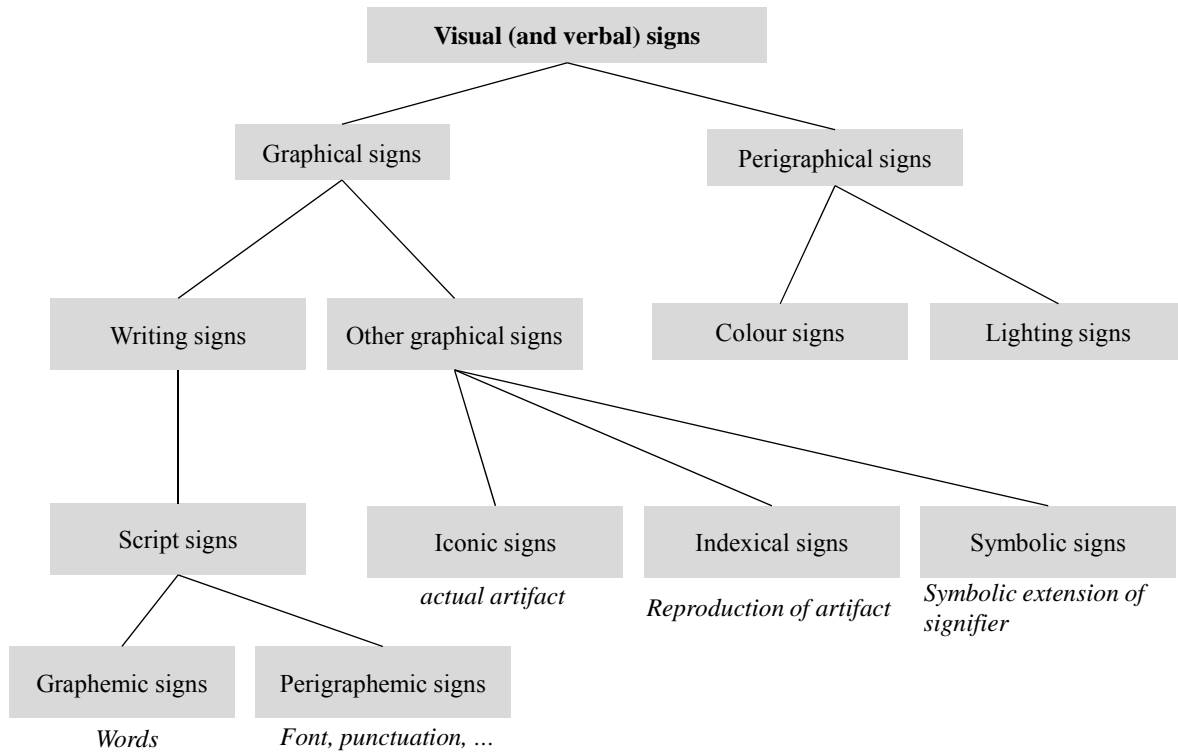 Visual (and verbal) signs
Graphical signs
Perigraphical signs
Writing signs
Other graphical signs
Colour signs
Lighting signs
Script signs
Iconic signs
Indexical signs
Symbolic signs
actual artifact
Reproduction of artifact
Symbolic extension of
signifier
Graphemic signs
Perigraphemic signs
Words
Font, punctuation, …